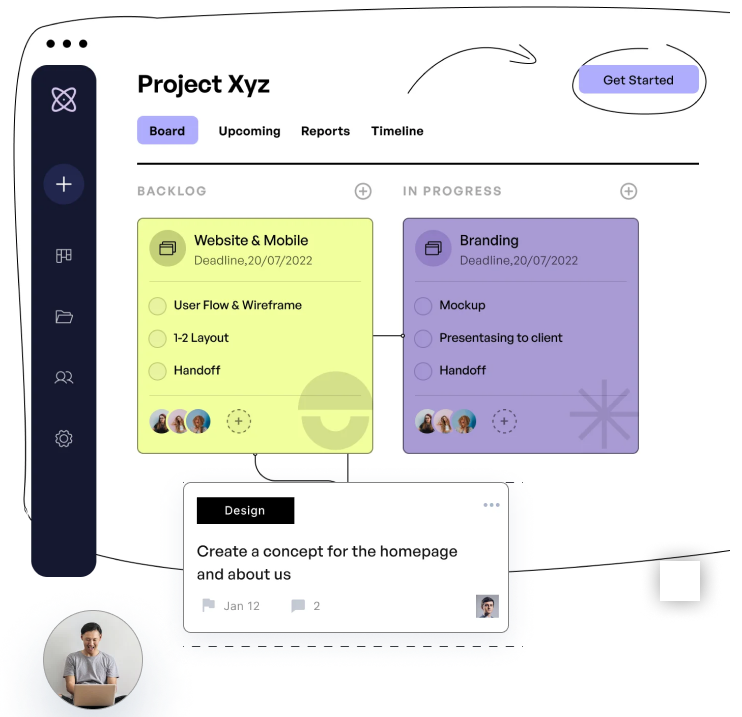 Project Xyz
Get Started
Board Upcoming Reports Timeline
BACKLOG
IN PROGRESS
Website & Mobile
Deadline,20/07/2022
User Flow & Wireframe
1-2 Layout
Handoff
Branding
Deadline,20/07/2022
Mockup
Presentasing to client
Handoff
Design
Create a concept for the homepage
and about us
Jan 12 2